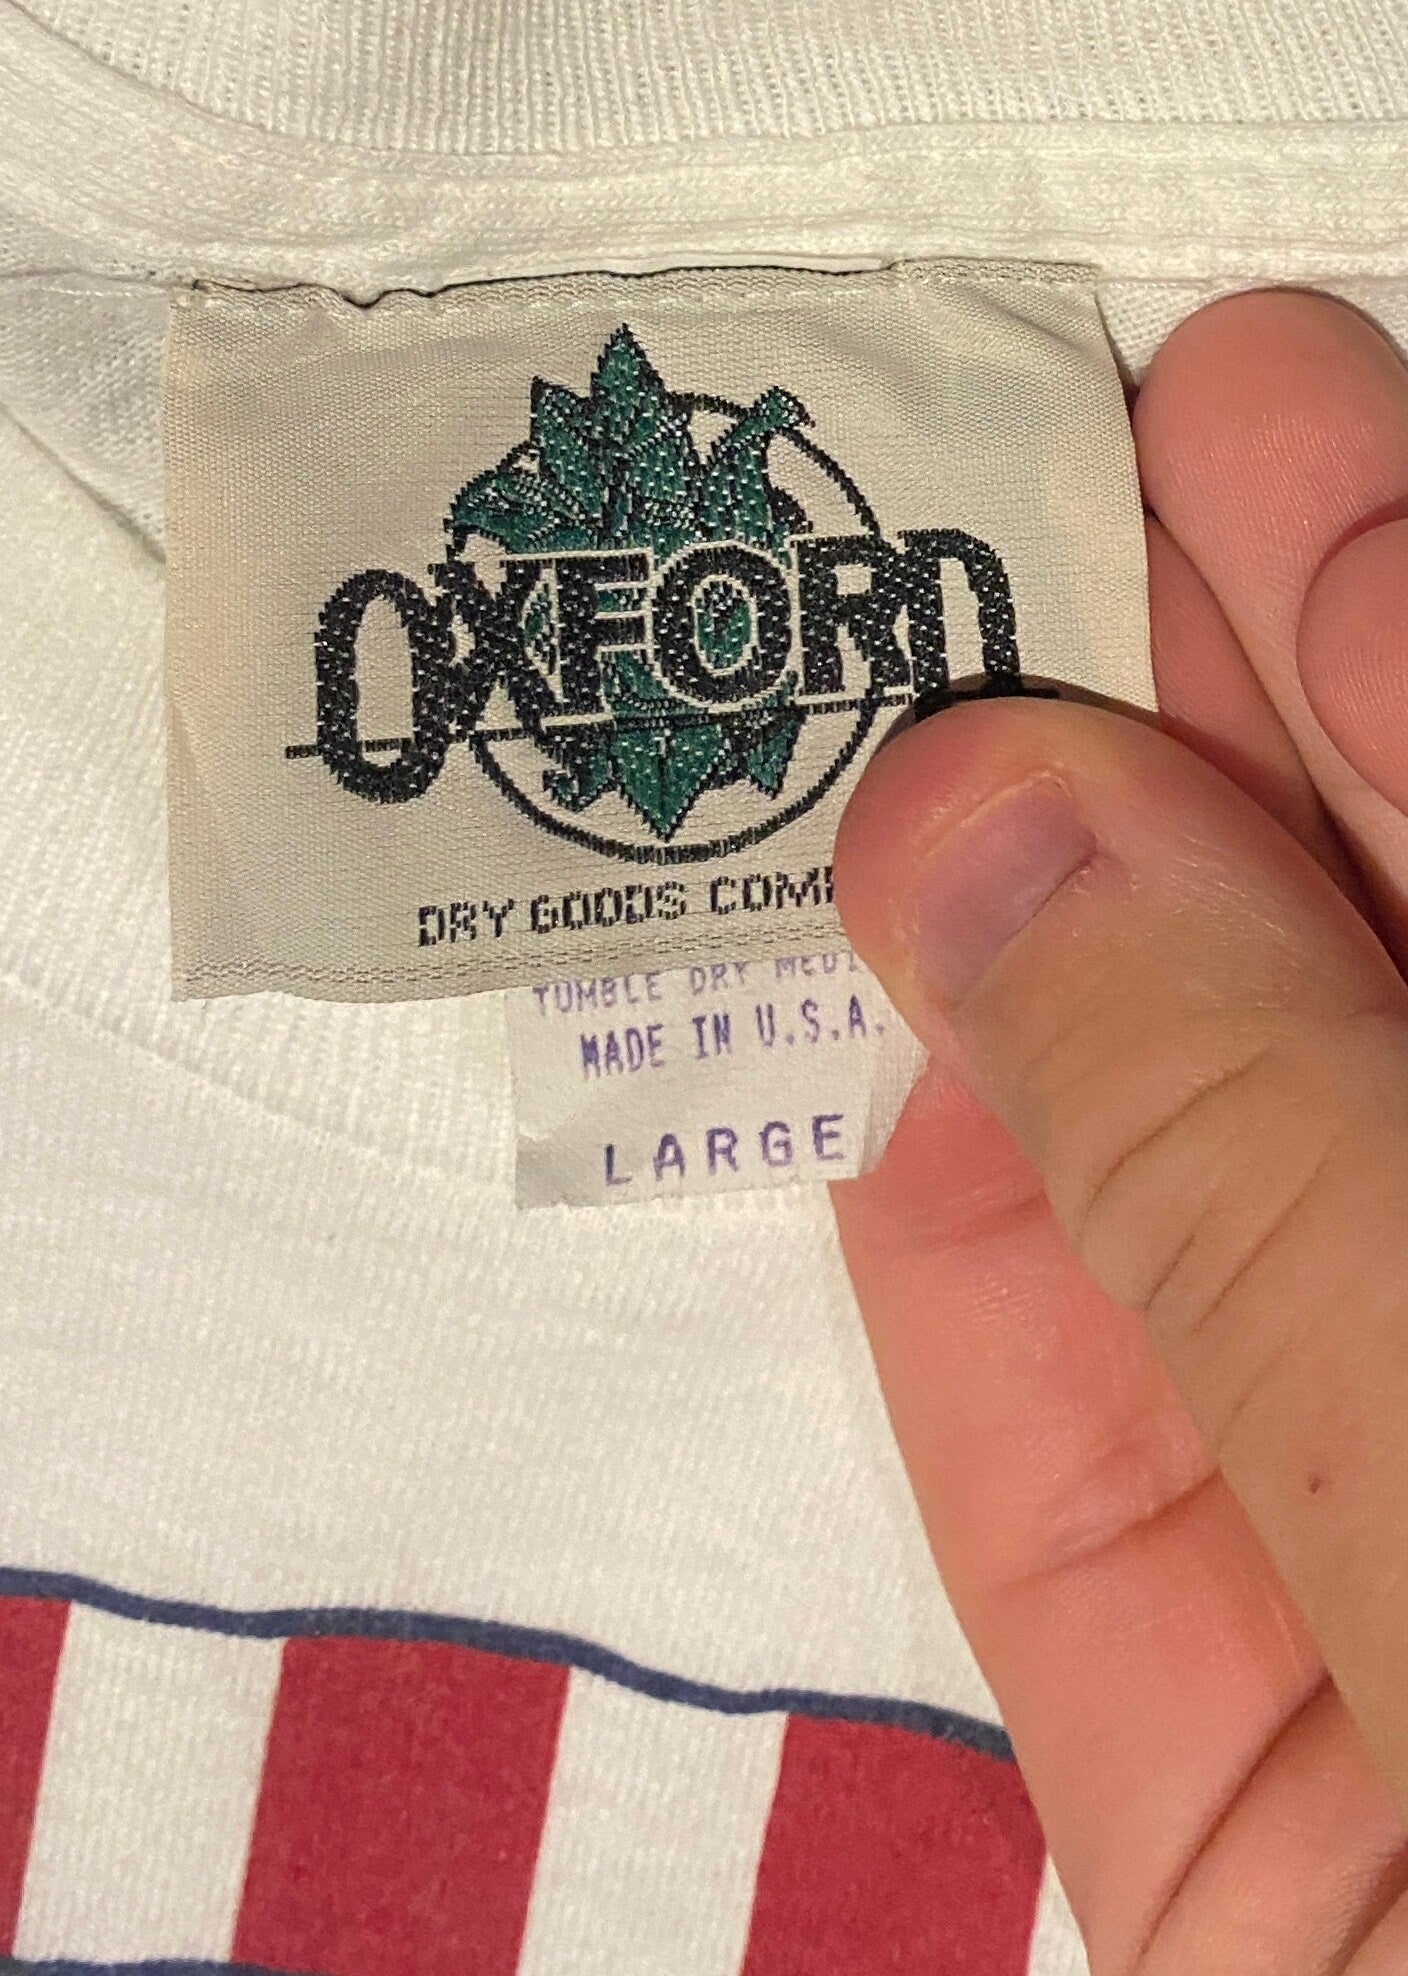 OXFORD
DRY GOODS COMP
TUMBLE DRY MEDI
MADE IN U.S.A.
LARGE